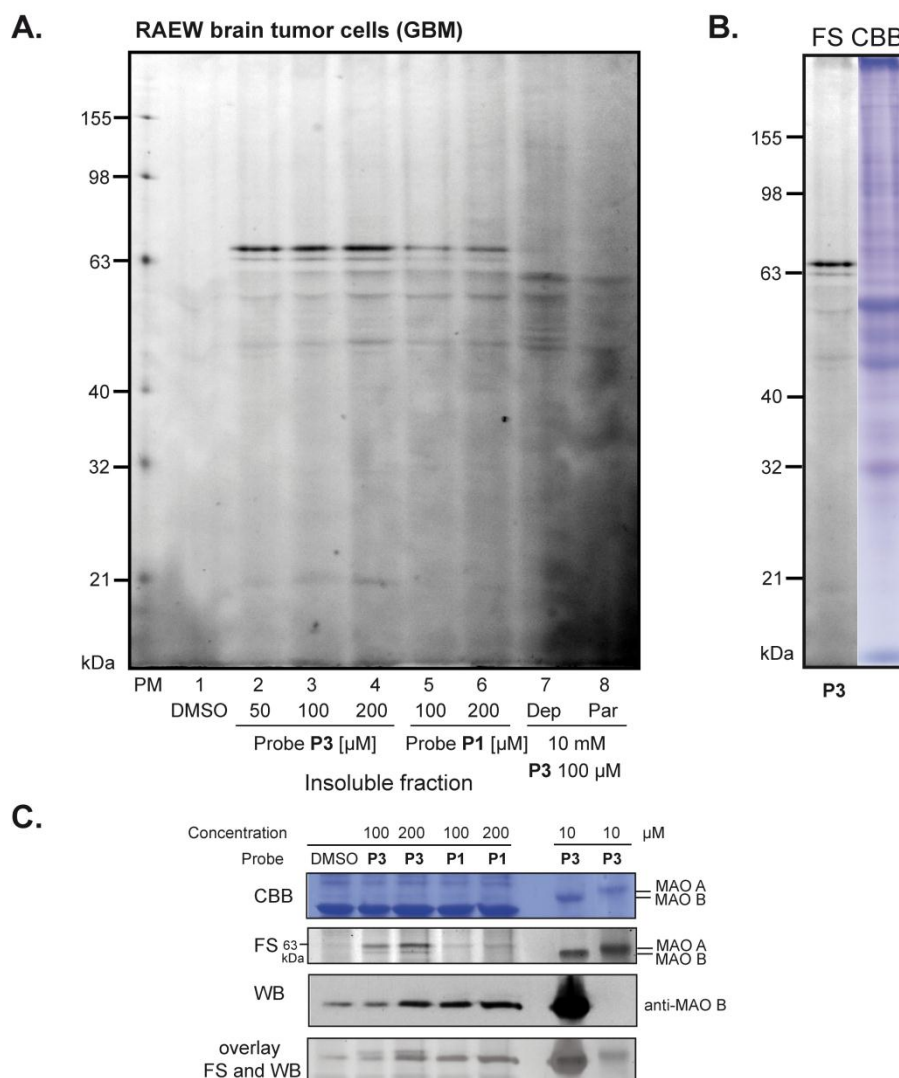 A.
RAEW brain tumor cells (GBM)
155
98
63
40
32
21
kDa
PM 1 2 3 4 5 6 7 8
DMSO 50 100 200 100 200 Dep Par
Probe P3 [µM] Probe P1 [µM] 10 mM
P3 100 µM
Insoluble fraction
B.
FS CBB
155
98
63
40
32
21
kDa
P3
C.
Concentration 100 200 100 200 10 10 µM
Probe DMSO P3 P3 P1 P1 P3 P3
CBB MAO A
MAO B
FS 63 MAO A
kDa MAO B
WB anti-MAO B
overlay
FS and WB